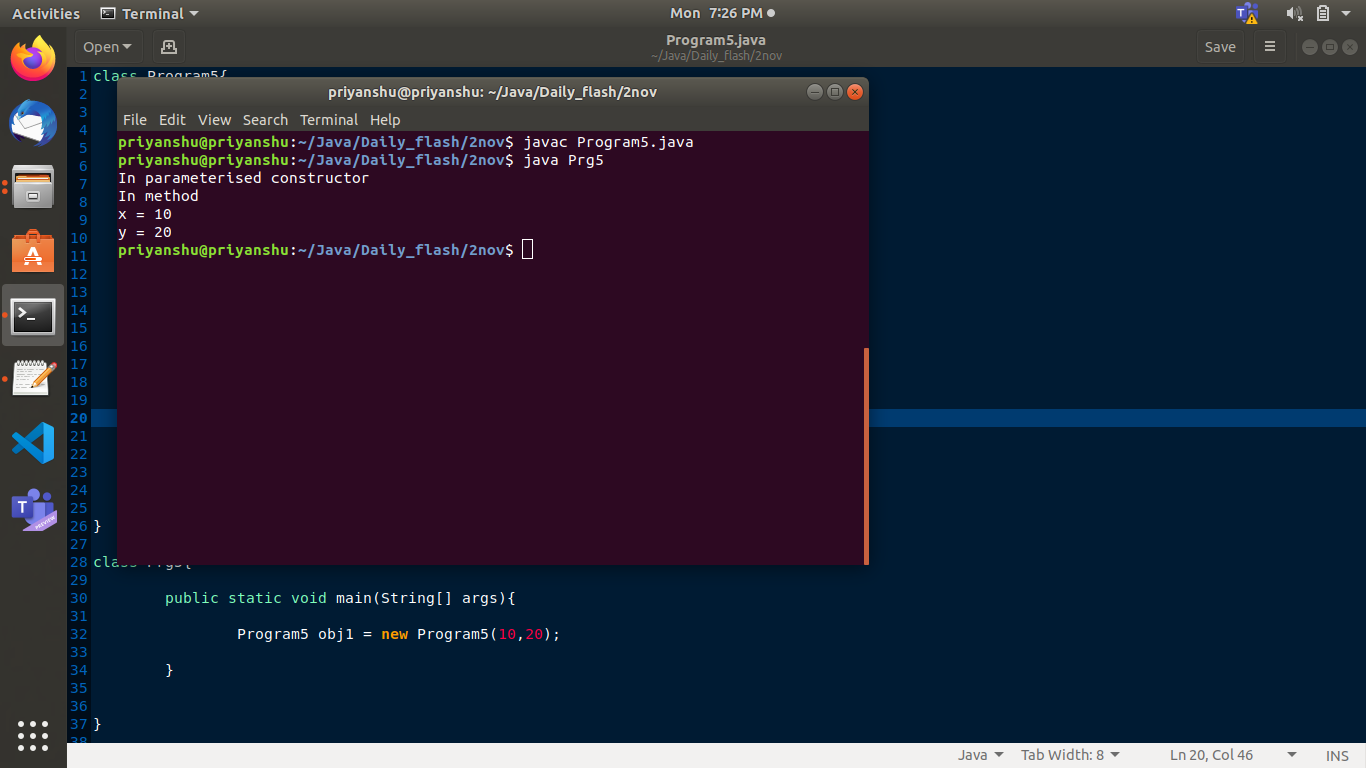 Activities Terminal Mon 7:26 PM
Open Program5.java Save
~/Java/Daily_flash/2nov
1 class Program5{
priyanshu@priyanshu: ~/Java/Daily_flash/2nov
File Edit View Search Terminal Help
priyanshu@priyanshu:~/Java/Daily_flash/2nov$ javac Program5.java
priyanshu@priyanshu:~/Java/Daily_flash/2nov$ java Prg5
In parameterised constructor
In method
x = 10
y = 20
priyanshu@priyanshu:~/Java/Daily_flash/2nov$
2
3
4
5
6
7
8
9
10
11
12
13
14
15
16
17
18
19
20
21
22
23
24
25
26 }
27
28 class Prg5{
29
30 public static void main(String[] args){
31
32 Program5 obj1 = new Program5(10,20);
33
34 }
35
36
37 }
38
T
PREVIEW
Java Tab Width: 8 Ln 20, Col 46 INS